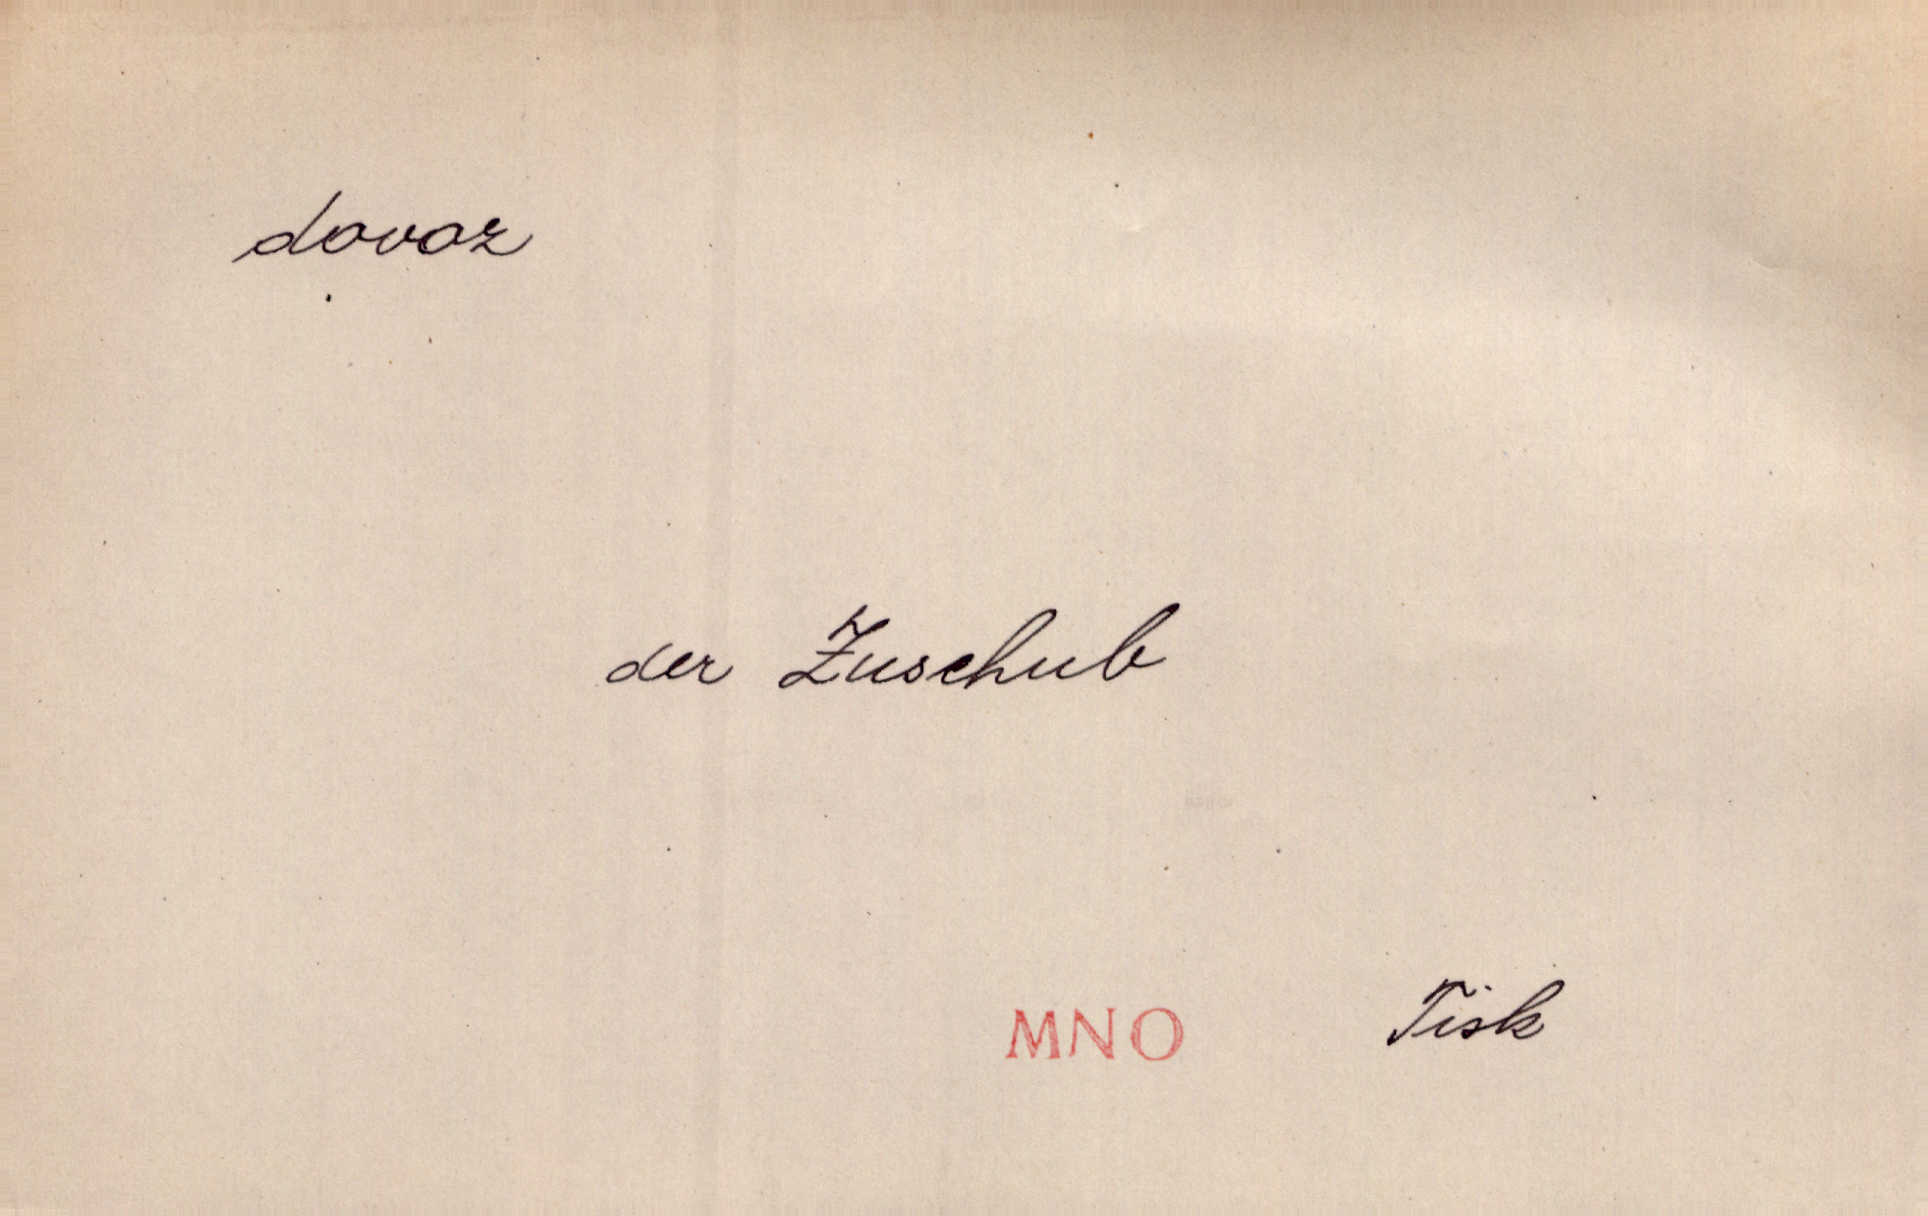 dovoz
der Zuschub
MNO Tisk